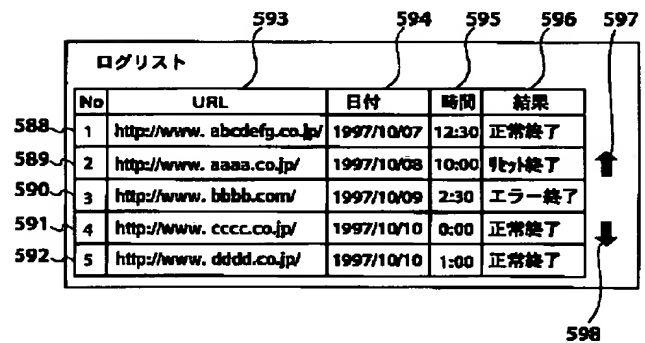 593 594 595 596 597
ログリスト
No URL 日付 時間 結果
588 1 http://www. abcdefg.co.jp/ 1997/10/07 12:30 正常終了
589 2 http://www. aaaa.co.jp/ 1997/10/08 10:00 ﾘｾｯﾄ終了
590 3 http://www. bbbb.com/ 1997/10/09 2:30 エラー終了
591 4 http://www. cccc.co.jp/ 1997/10/10 0:00 正常終了
592 5 http://www. dddd.co.jp/ 1997/10/10 1:00 正常終了
598